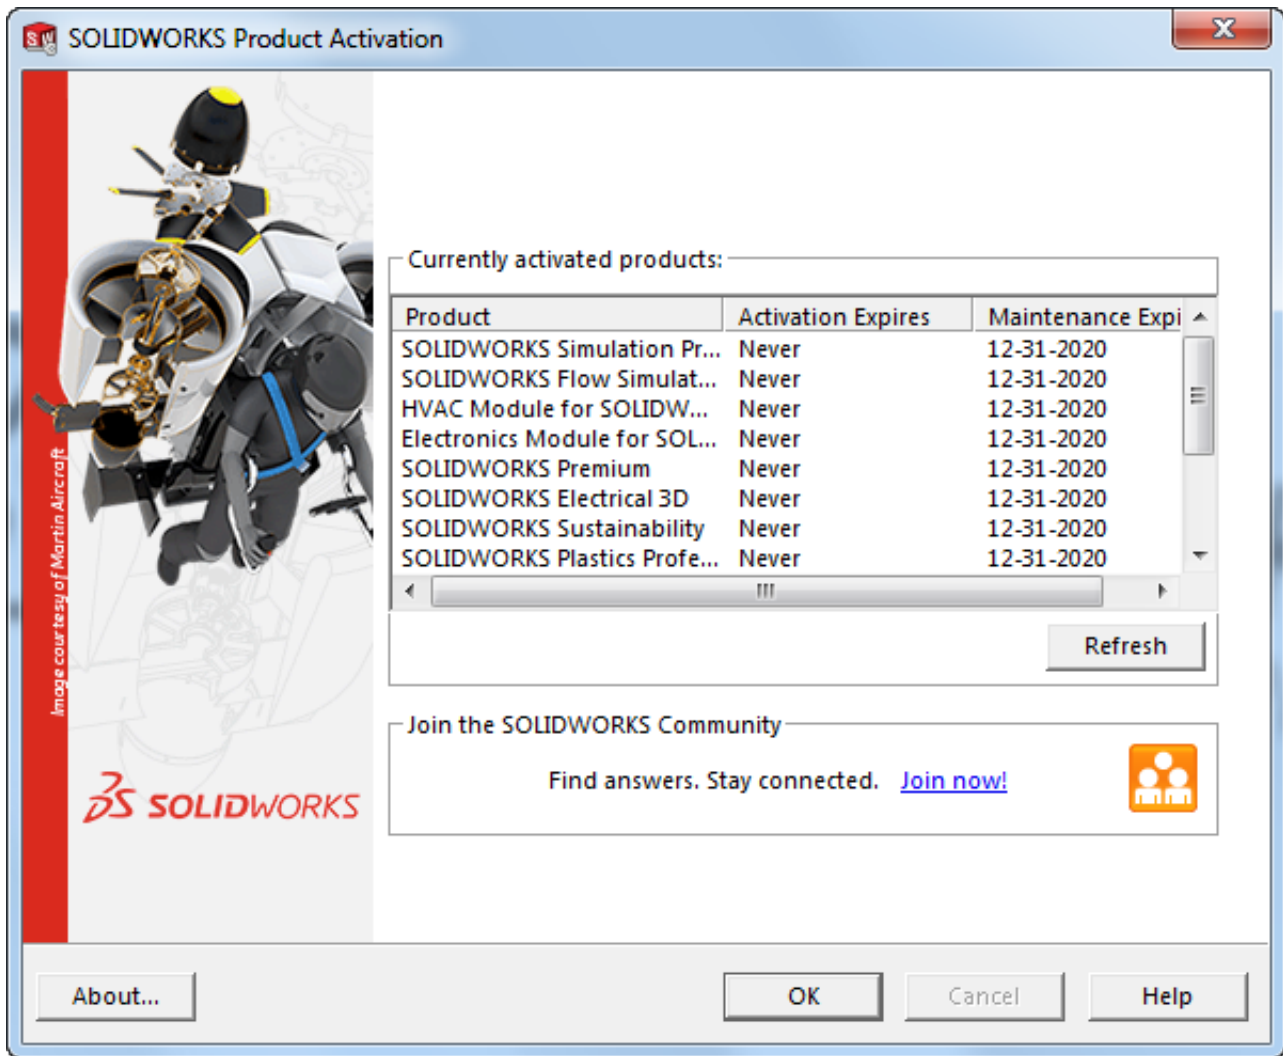 SOLIDWORKS Product Activation
Currently activated products:
Product Activation Expires Maintenance Expi
SOLIDWORKS Simulation Pr... Never 12-31-2020
SOLIDWORKS Flow Simulat... Never 12-31-2020
HVAC Module for SOLIDW... Never 12-31-2020
Electronics Module for SOL... Never 12-31-2020
SOLIDWORKS Premium Never 12-31-2020
SOLIDWORKS Electrical 3D Never 12-31-2020
SOLIDWORKS Sustainability Never 12-31-2020
SOLIDWORKS Plastics Profe... Never 12-31-2020
Refresh
Join the SOLIDWORKS Community
Find answers. Stay connected. Join now!
Image courtesy of Martin Aircraft
3S SOLIDWORKS
About... OK Cancel Help